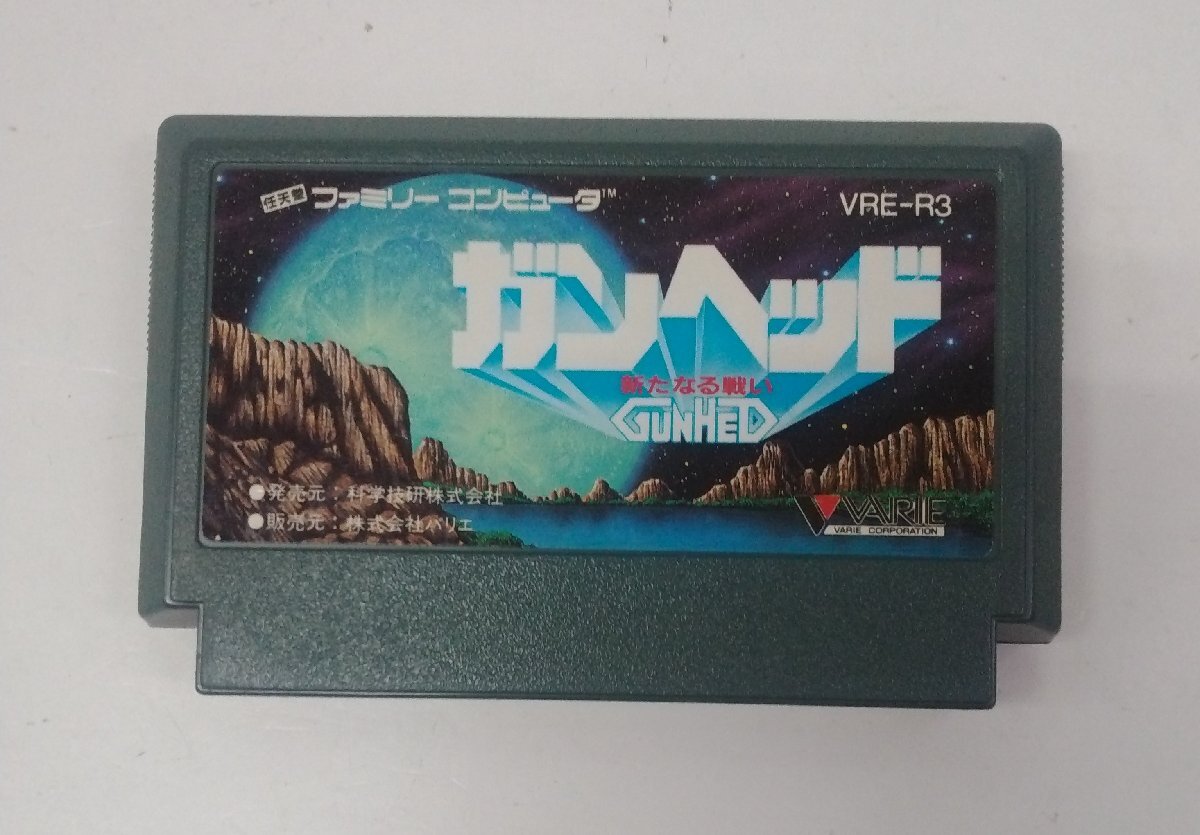 任天堂 ファミリー コンピュータ™
VRE-R3
ガンヘッド
新たなる戦い
GUNHED
●発売元：科学技研株式会社
●販売元：株式会社バリエ
VARIE
VARIE CORPORATION